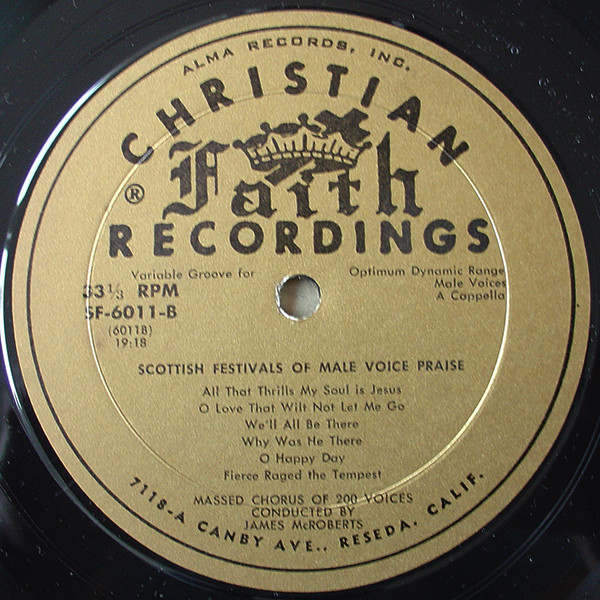 ALMA RECORDS, INC.
CHRISTIAN
Faith
®
RECORDINGS
Variable Groove for Optimum Dynamic Range
33⅓ RPM Male Voices
SF-6011-B A Cappella
(6011B)
19:18
SCOTTISH FESTIVALS OF MALE VOICE PRAISE
All That Thrills My Soul is Jesus
O Love That Wilt Not Let Me Go
We'll All Be There
Why Was He There
O Happy Day
Fierce Raged the Tempest
MASSED CHORUS OF 200 VOICES
CONDUCTED BY
JAMES McROBERTS
7118-A CANBY AVE., RESEDA, CALIF.